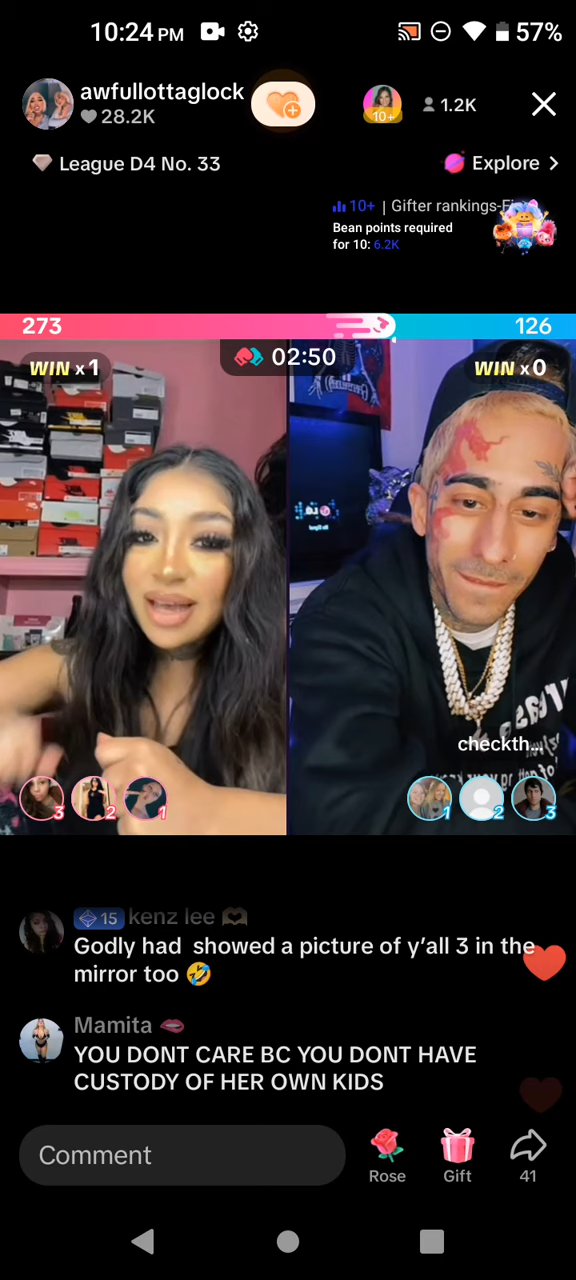 10:24 PM
57%
awfullottaglock
28.2K
10+
1.2K
League D4 No. 33
Explore >
10+ | Gifter rankings-Fi
Bean points required
for 10: 6.2K
273
126
WIN x 1
02:50
WIN x 0
LG
checkth...
3
2
1
1
2
3
15 kenz lee
Godly had showed a picture of y'all 3 in the
mirror too 🤣
Mamita 🫦
YOU DONT CARE BC YOU DONT HAVE
CUSTODY OF HER OWN KIDS
Comment
Rose
Gift
41